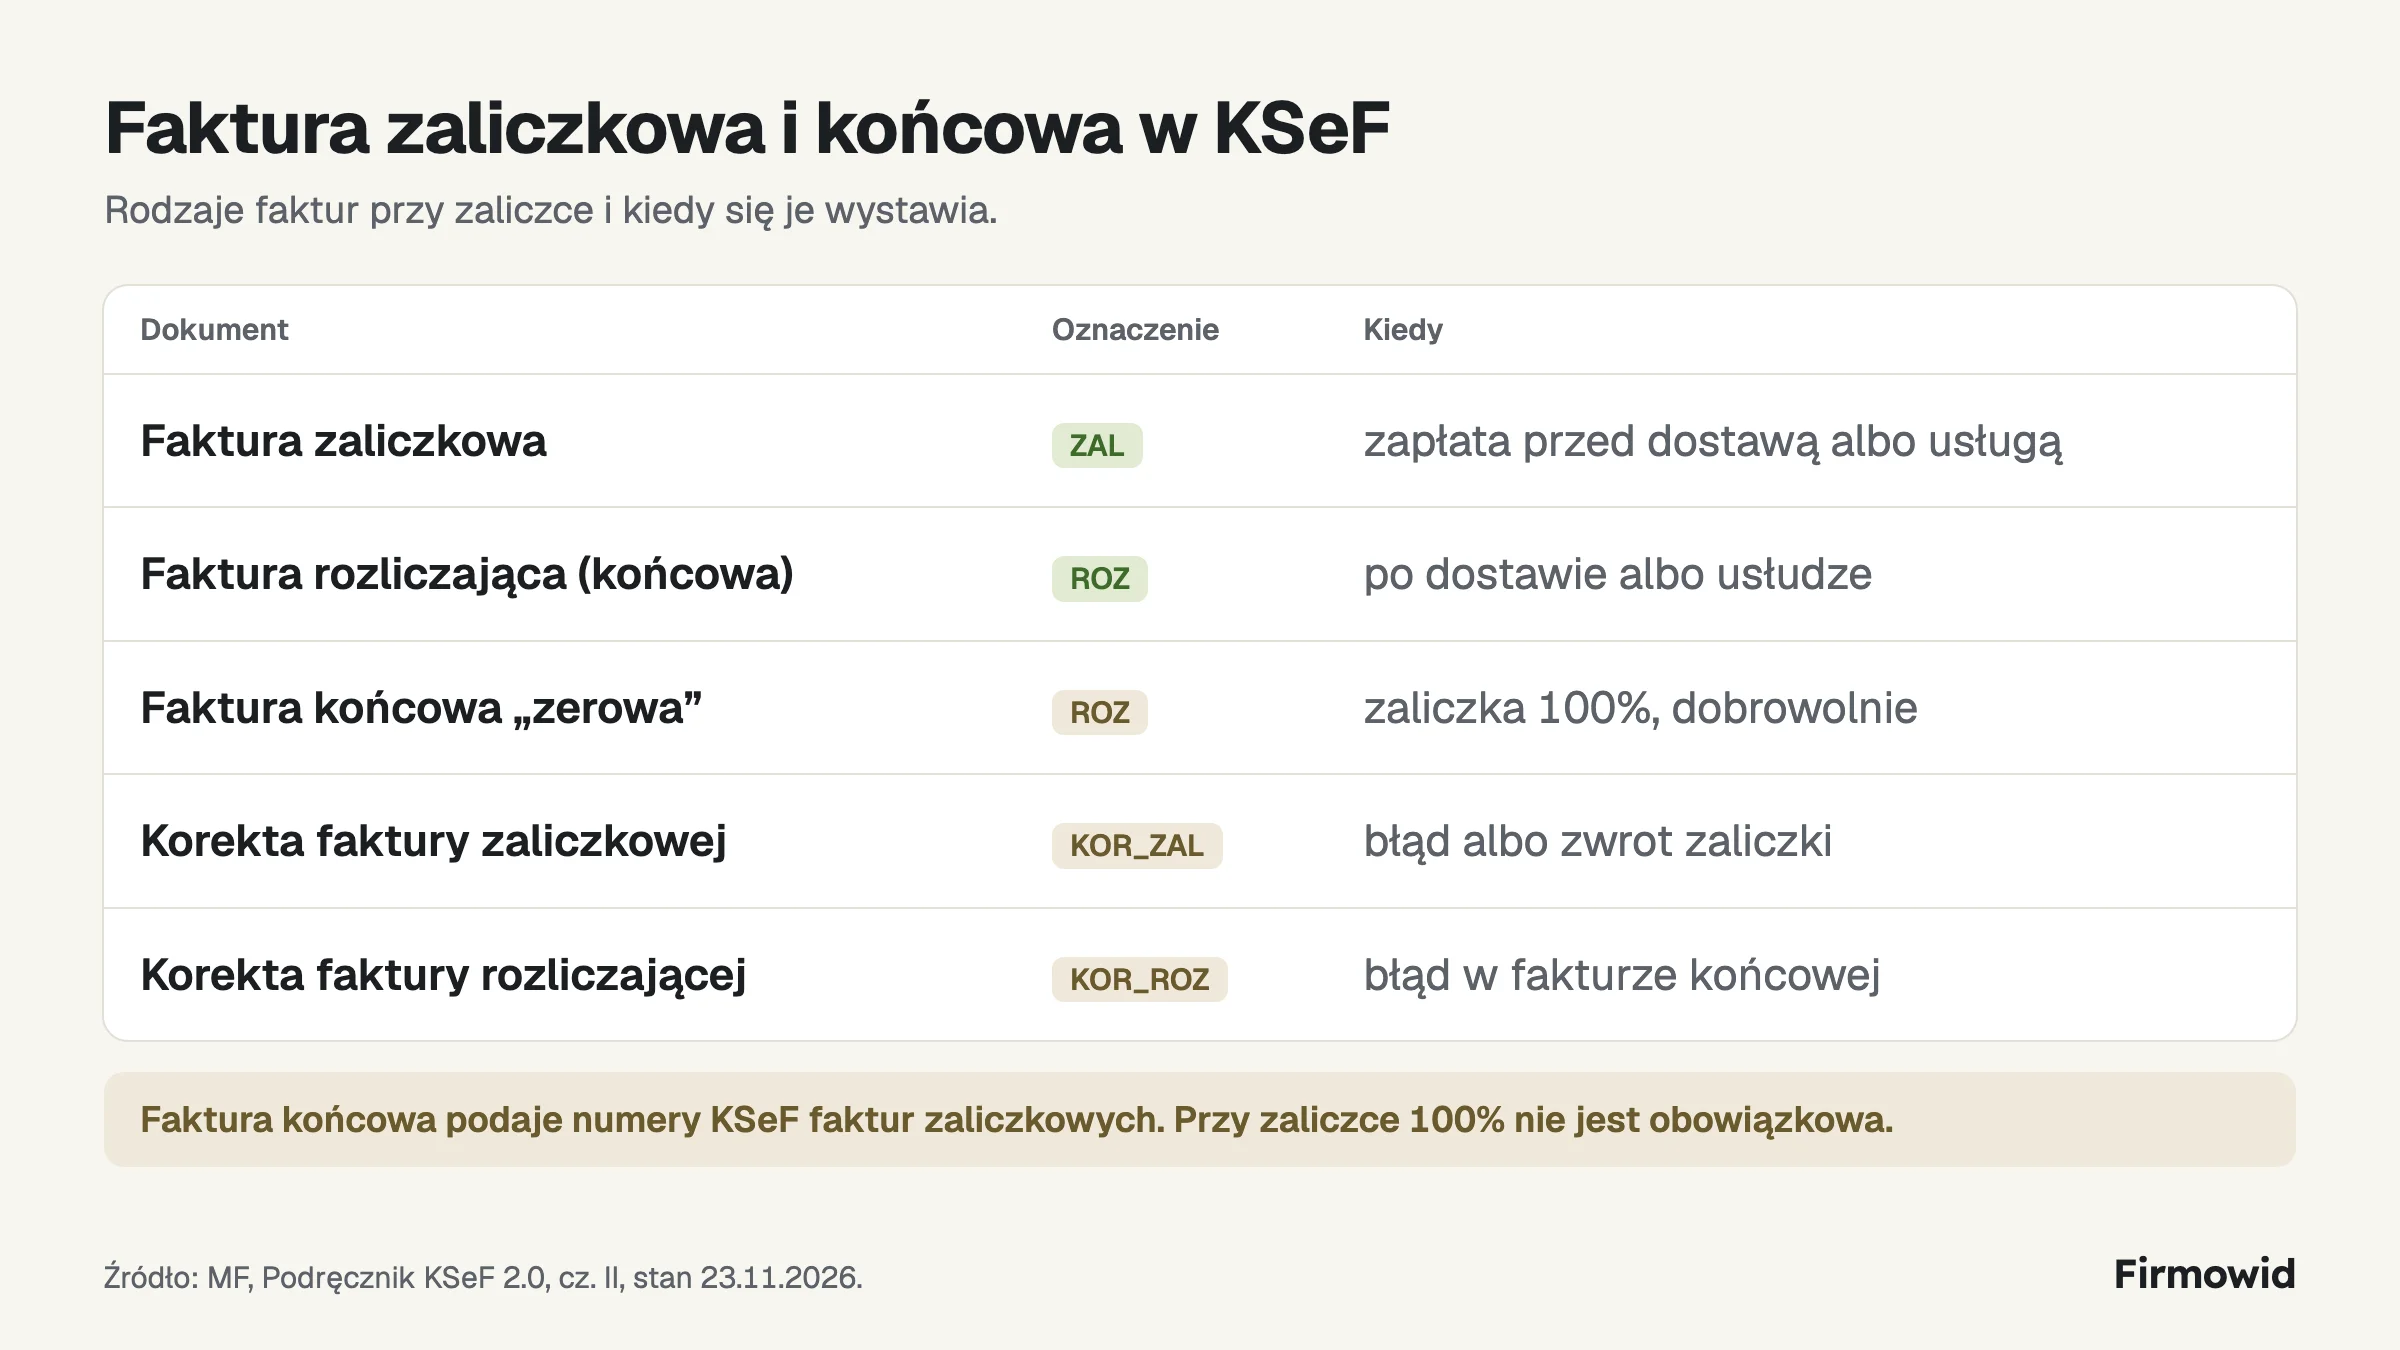 Faktura zaliczkowa i końcowa w KSeF
Rodzaje faktur przy zaliczce i kiedy się je wystawia.
Dokument Oznaczenie Kiedy
Faktura zaliczkowa ZAL zapłata przed dostawą albo usługą
Faktura rozliczająca (końcowa) ROZ po dostawie albo usłudze
Faktura końcowa „zerowa” ROZ zaliczka 100%, dobrowolnie
Korekta faktury zaliczkowej KOR_ZAL błąd albo zwrot zaliczki
Korekta faktury rozliczającej KOR_ROZ błąd w fakturze końcowej
Faktura końcowa podaje numery KSeF faktur zaliczkowych. Przy zaliczce 100% nie jest obowiązkowa.
Źródło: MF, Podręcznik KSeF 2.0, cz. II, stan 23.11.2026.
Firmowid